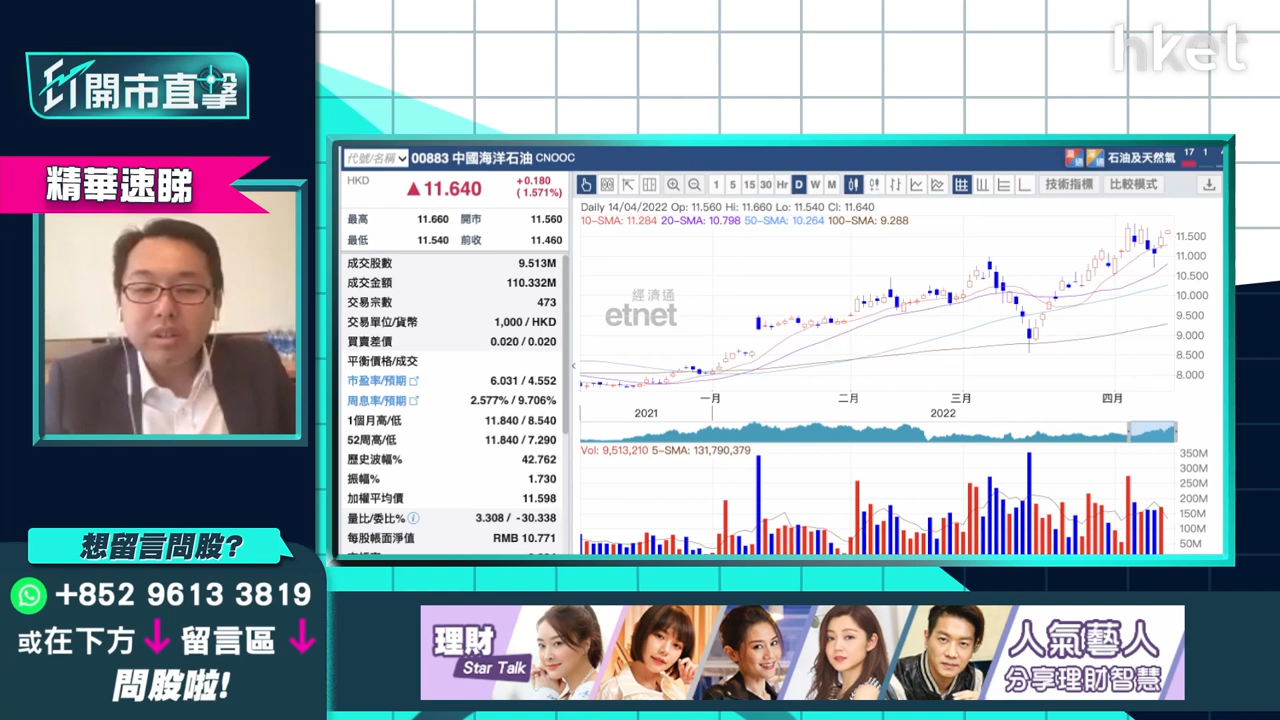 hket
ET開市直擊
精華速睇
代號/名稱
00883 中國海洋石油 CNOOC
石油及天然氣
17
1
HKD
▲11.640
+0.180
( 1.571%)
最高 11.660 開市 11.560
最低 11.540 前收 11.460
成交股數 9.513M
成交金額 110.332M
交易宗數 473
交易單位/貨幣 1,000 / HKD
買賣差價 0.020 / 0.020
平衡價格/成交
市盈率/預期 6.031 / 4.552
周息率/預期 2.577% / 9.706%
1個月高/低 11.840 / 8.540
52周高/低 11.840 / 7.290
歷史波幅% 42.762
振幅% 1.730
加權平均價 11.598
量比/委比% 3.308 / -30.338
每股帳面淨值 RMB 10.771
1 5 15 30 Hr D W M
技術指標 比較模式
Daily 14/04/2022 Op: 11.560 Hi: 11.660 Lo: 11.540 Cl: 11.640
10-SMA: 11.284 20-SMA: 10.798 50-SMA: 10.264 100-SMA: 9.288
經濟通
etnet
11.500
11.000
10.500
10.000
9.500
9.000
8.500
8.000
一月 二月 三月 四月
2021 2022
Vol: 9,513,210 5-SMA: 131,790,379
350M
300M
250M
200M
150M
100M
50M
想留言問股?
+852 9613 3819
或在下方↓留言區↓
問股啦!
理財
Star Talk
人氣藝人
分享理財智慧